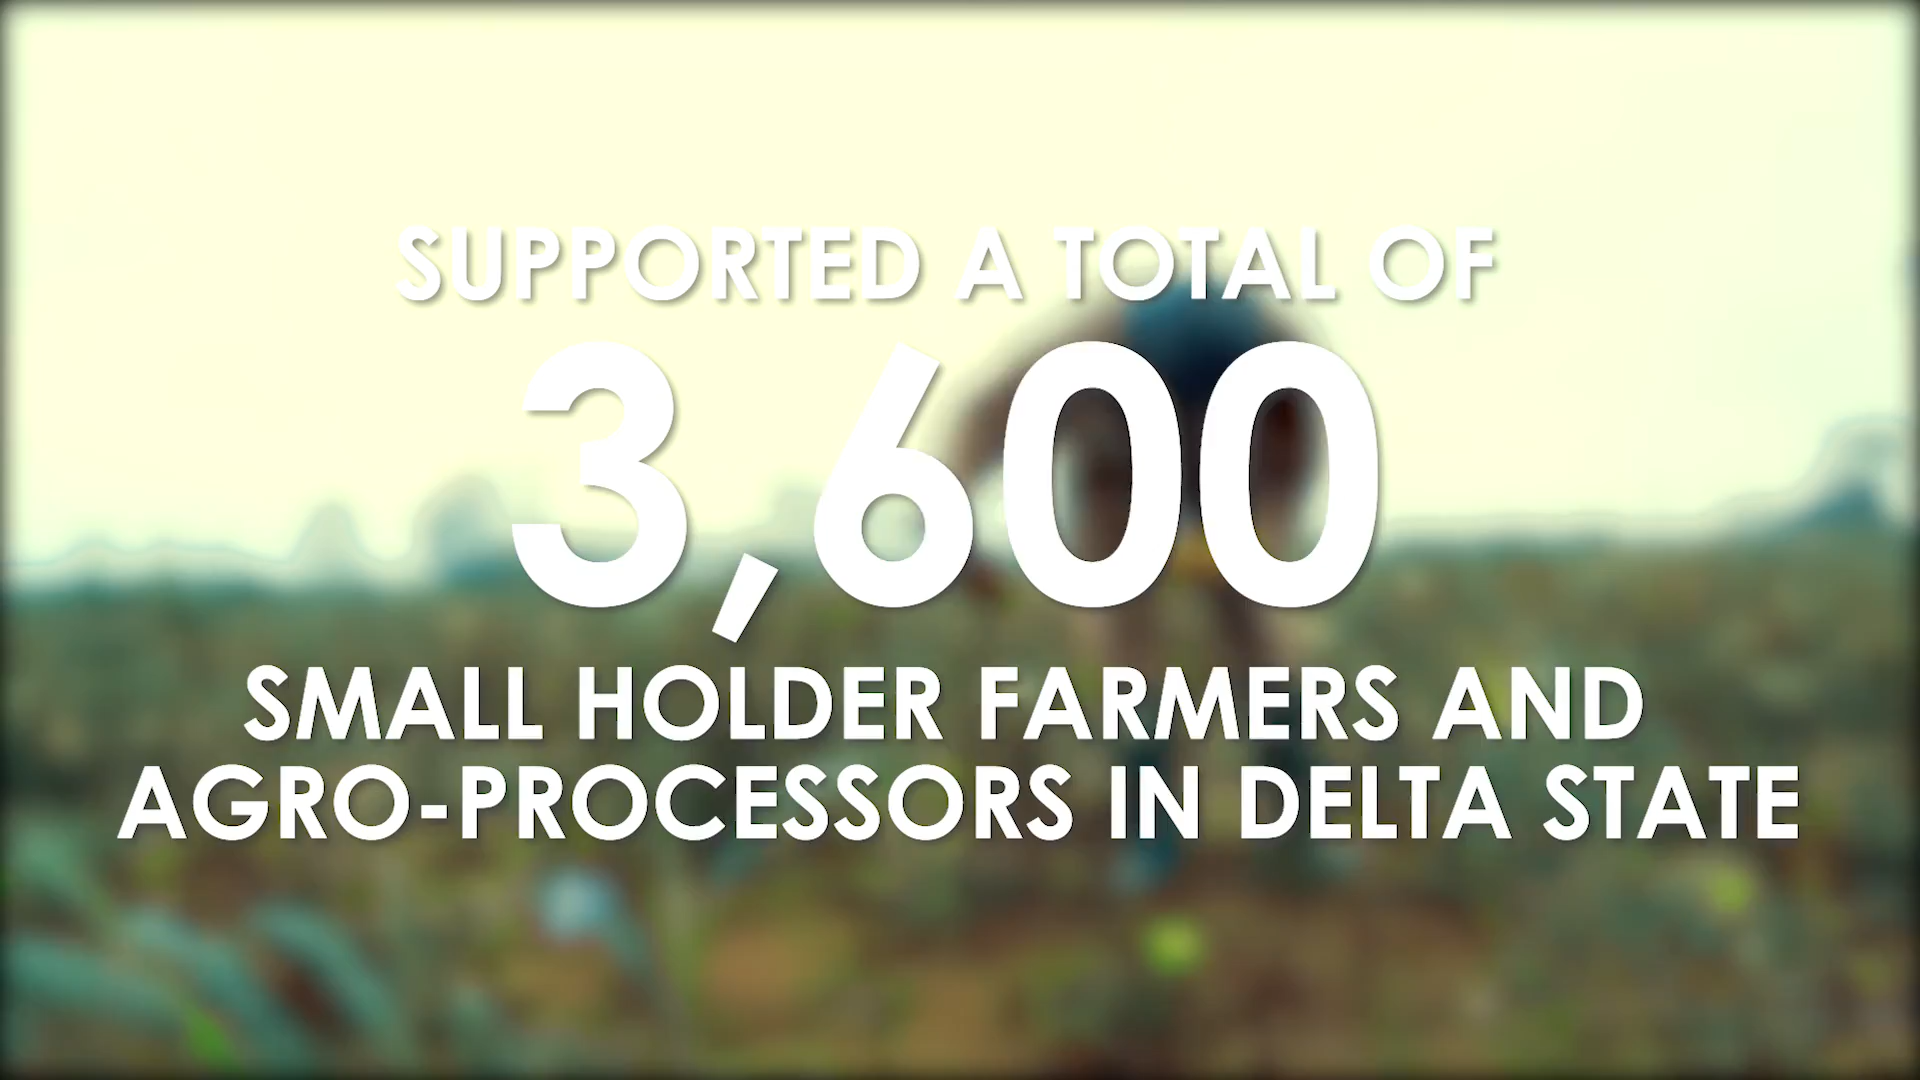 SUPPORTED A TOTAL OF
3,600
SMALL HOLDER FARMERS AND
AGRO-PROCESSORS IN DELTA STATE